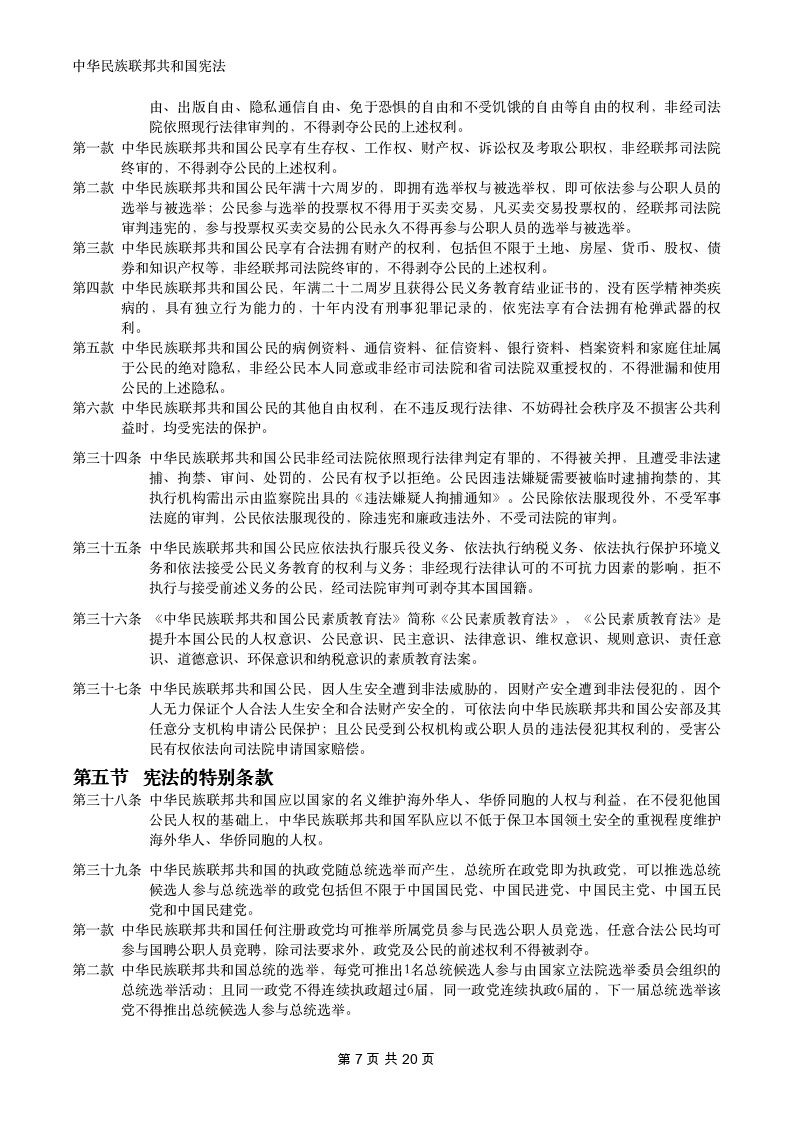 中华民族联邦共和国宪法
由、出版自由、隐私通信自由、免于恐惧的自由和不受饥饿的自由等自由的权利，非经司法
院依照现行法律审判的，不得剥夺公民的上述权利。
第一款 中华民族联邦共和国公民享有生存权、工作权、财产权、诉讼权及考取公职权，非经联邦司法院
终审的，不得剥夺公民的上述权利。
第二款 中华民族联邦共和国公民年满十六周岁的，即拥有选举权与被选举权，即可依法参与公职人员的
选举与被选举；公民参与选举的投票权不得用于买卖交易，凡买卖交易投票权的，经联邦司法院
审判违宪的，参与投票权买卖交易的公民永久不得再参与公职人员的选举与被选举。
第三款 中华民族联邦共和国公民享有合法拥有财产的权利，包括但不限于土地、房屋、货币、股权、债
券和知识产权等，非经联邦司法院终审的，不得剥夺公民的上述权利。
第四款 中华民族联邦共和国公民，年满二十二周岁且获得公民义务教育结业证书的，没有医学精神类疾
病的，具有独立行为能力的，十年内没有刑事犯罪记录的，依宪法享有合法拥有枪弹武器的权
利。
第五款 中华民族联邦共和国公民的病例资料、通信资料、征信资料、银行资料、档案资料和家庭住址属
于公民的绝对隐私，非经公民本人同意或非经市司法院和省司法院双重授权的，不得泄漏和使用
公民的上述隐私。
第六款 中华民族联邦共和国公民的其他自由权利，在不违反现行法律、不妨碍社会秩序及不损害公共利
益时，均受宪法的保护。
第三十四条 中华民族联邦共和国公民非经司法院依照现行法律判定有罪的，不得被关押，且遭受非法逮
捕、拘禁、审问、处罚的，公民有权予以拒绝。公民因违法嫌疑需要被临时逮捕拘禁的，其
执行机构需出示由监察院出具的《违法嫌疑人拘捕通知》。公民除依法服现役外，不受军事
法庭的审判，公民依法服现役的，除违宪和廉政违法外，不受司法院的审判。
第三十五条 中华民族联邦共和国公民应依法执行服兵役义务、依法执行纳税义务、依法执行保护环境义
务和依法接受公民义务教育的权利与义务；非经现行法律认可的不可抗力因素的影响，拒不
执行与接受前述义务的公民，经司法院审判可剥夺其本国国籍。
第三十六条 《中华民族联邦共和国公民素质教育法》简称《公民素质教育法》，《公民素质教育法》是
提升本国公民的人权意识、公民意识、民主意识、法律意识、维权意识、规则意识、责任意
识、道德意识、环保意识和纳税意识的素质教育法案。
第三十七条 中华民族联邦共和国公民，因人生安全遭到非法威胁的，因财产安全遭到非法侵犯的，因个
人无力保证个人合法人生安全和合法财产安全的，可依法向中华民族联邦共和国公安部及其
任意分支机构申请公民保护；且公民受到公权机构或公职人员的违法侵犯其权利的，受害公
民有权依法向司法院申请国家赔偿。
第五节 宪法的特别条款
第三十八条 中华民族联邦共和国应以国家的名义维护海外华人、华侨同胞的人权与利益，在不侵犯他国
公民人权的基础上，中华民族联邦共和国军队应以不低于保卫本国领土安全的重视程度维护
海外华人、华侨同胞的人权。
第三十九条 中华民族联邦共和国的执政党随总统选举而产生，总统所在政党即为执政党，可以推选总统
候选人参与总统选举的政党包括但不限于中国国民党、中国民进党、中国民主党、中国五民
党和中国民建党。
第一款 中华民族联邦共和国任何注册政党均可推举所属党员参与民选公职人员竞选，任意合法公民均可
参与国聘公职人员竞聘，除司法要求外，政党及公民的前述权利不得被剥夺。
第二款 中华民族联邦共和国总统的选举，每党可推出1名总统候选人参与由国家立法院选举委员会组织的
总统选举活动；且同一政党不得连续执政超过6届，同一政党连续执政6届的，下一届总统选举该
党不得推出总统候选人参与总统选举。
第 7 页 共 20 页